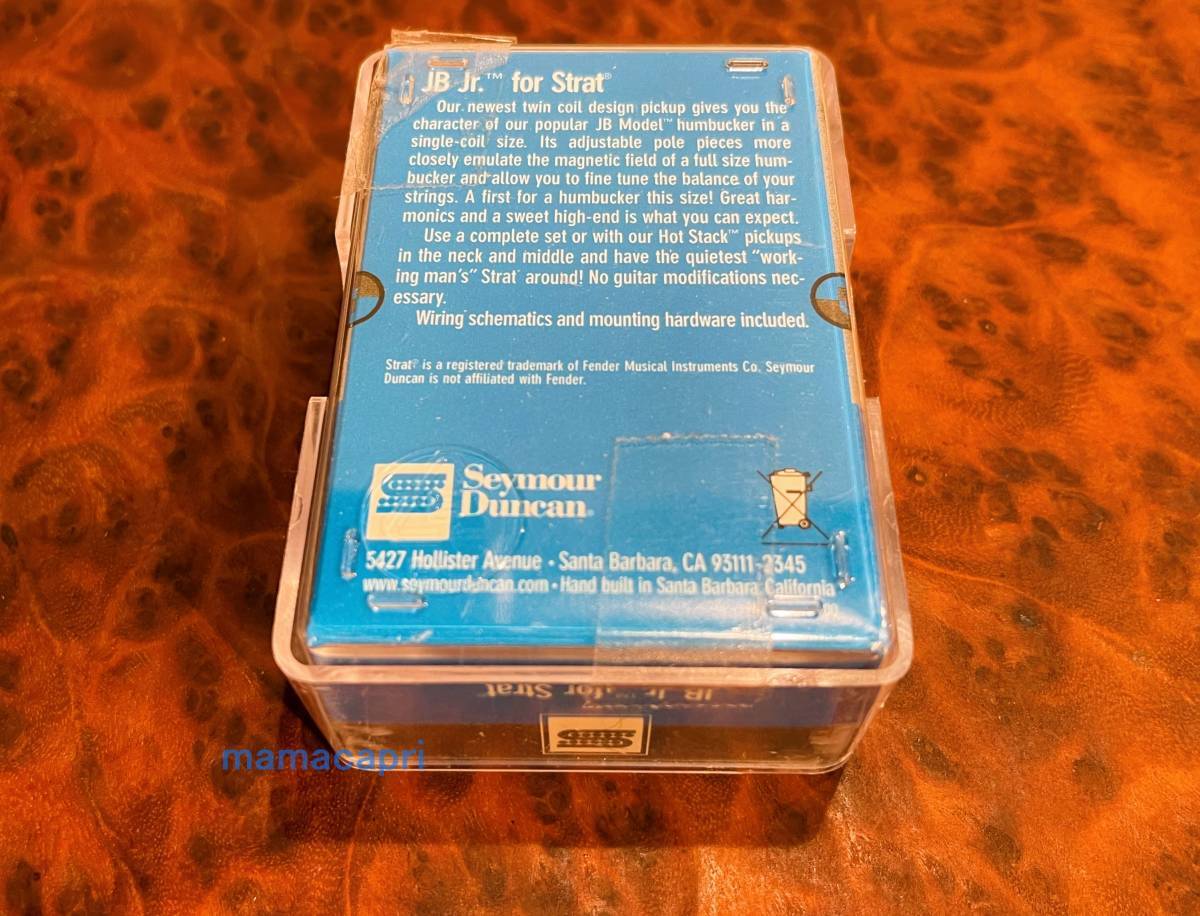 JB Jr.™ for Strat®
Our newest twin coil design pickup gives you the
character of our popular JB Model™ humbucker in a
single-coil size. Its adjustable pole pieces more
closely emulate the magnetic field of a full size hum-
bucker and allow you to fine tune the balance of your
strings. A first for a humbucker this size! Great har-
monics and a sweet high-end is what you can expect.
Use a complete set or with our Hot Stack™ pickups
in the neck and middle and have the quietest "work-
ing man's" Strat® around! No guitar modifications nec-
essary.
Wiring schematics and mounting hardware included.
Strat® is a registered trademark of Fender Musical Instruments Co. Seymour
Duncan is not affiliated with Fender.
Seymour
Duncan®
5427 Hollister Avenue • Santa Barbara, CA 93111-2345
www.seymourduncan.com • Hand built in Santa Barbara, California
JB Jr.™ for Strat®
mamacapri